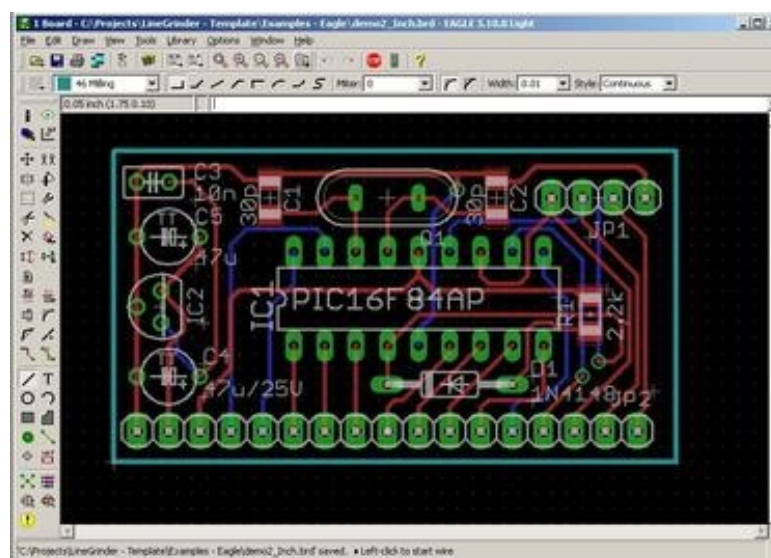 1 Board - C:\Projects\LineGrinder - Template\Examples - Eagle\demo2_Inch.brd - EAGLE 5.10.0 Light
File Edit Draw View Tools Library Options Window Help
46 Milling Miter: 0 Width: 0.01 Style: Continuous
0.05 inch (1.75 0.10)
C3
10n
30p
C1
30p
C2
Q1
JP1
47u
IC2
IC1
PIC16F84AP
R1
2,2k
C4
47u/25V
D1
1N4148
JP2
'C:/Projects/LineGrinder - Template/Examples - Eagle/demo2_Inch.brd' saved. Left-click to start wire